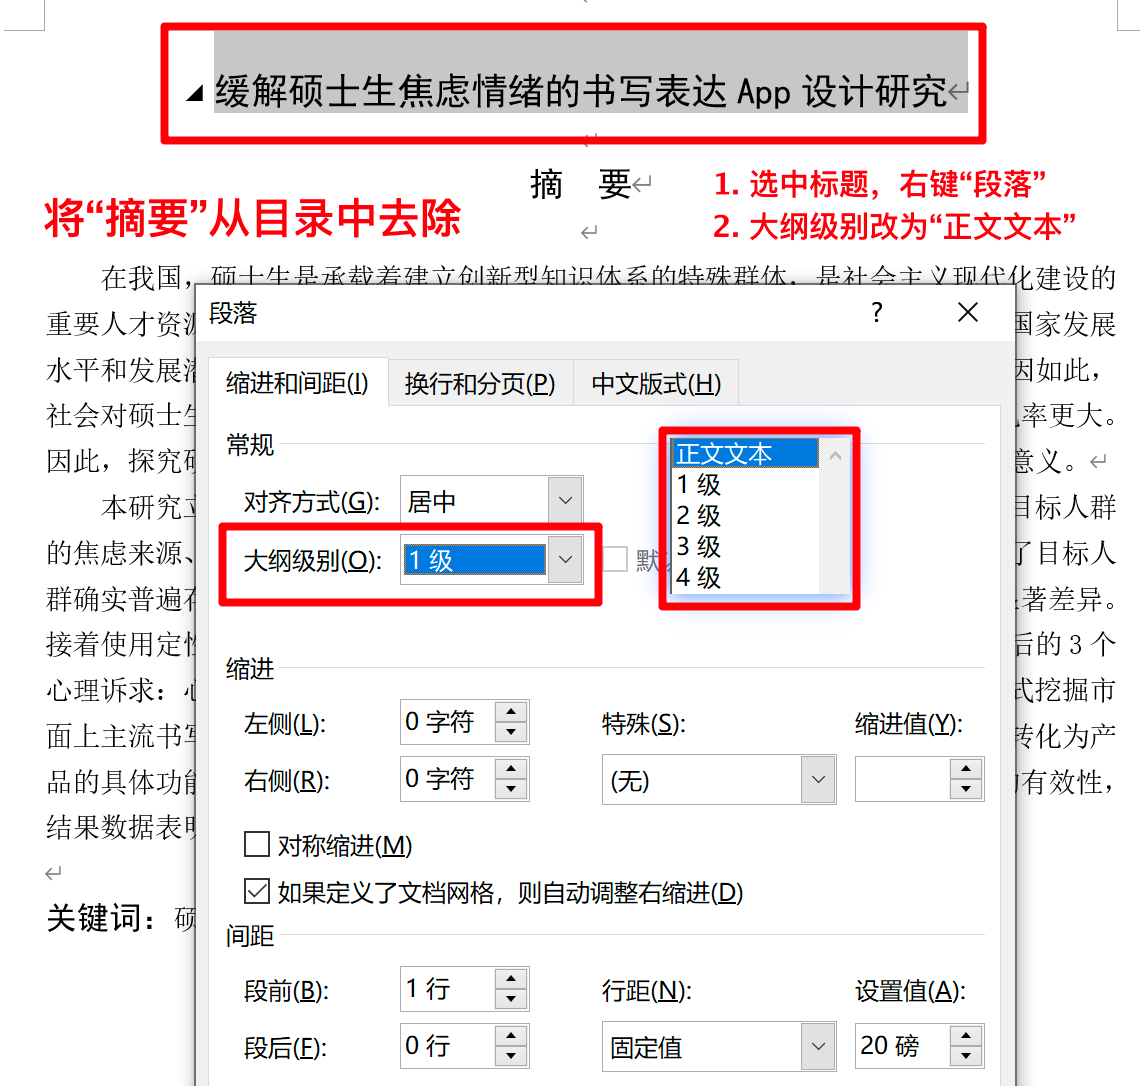 缓解硕士生焦虑情绪的书写表达 App 设计研究
摘 要
1. 选中标题，右键“段落”
将“摘要”从目录中去除
2. 大纲级别改为“正文文本”
在我国，硕士生是承载着建立创新型知识体系的特殊群体，是社会主义现代化建设的
段落 ? ×
重要人才资 国家发展
水平和发展 因如此，
缩进和间距(I) 换行和分页(P) 中文版式(H)
社会对硕士生 率更大。
常规
正文文本
因此，探究 意义。
1 级
对齐方式(G): 居中
本研究立 目标人群
2 级
3 级
大纲级别(O): 1 级 默
的焦虑来源、 了目标人
4 级
群确实普遍存 著差异。
接着使用定性 后的 3 个
缩进
心理诉求： 式挖掘市
左侧(L): 0 字符 特殊(S): 缩进值(Y):
面上主流书写 转化为产
右侧(R): 0 字符 (无)
品的具体功能 的有效性，
结果数据表明
对称缩进(M)
如果定义了文档网格，则自动调整右缩进(D)
关键词：硕
间距
段前(B): 1 行 行距(N): 设置值(A):
段后(F): 0 行 固定值 20 磅